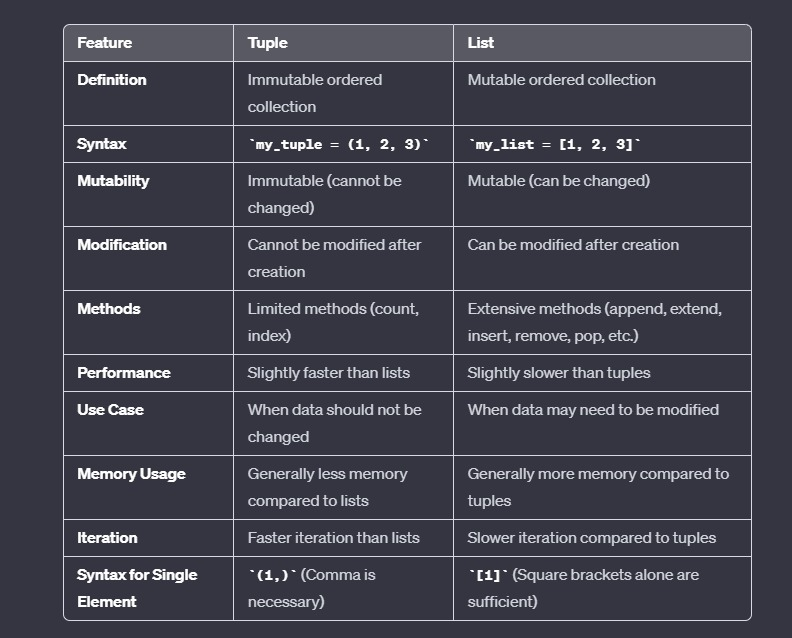 Feature Tuple List
Definition Immutable ordered Mutable ordered collection
collection
Syntax `my_tuple = (1, 2, 3)` `my_list = [1, 2, 3]`
Mutability Immutable (cannot be Mutable (can be changed)
changed)
Modification Cannot be modified after Can be modified after creation
creation
Methods Limited methods (count, Extensive methods (append, extend,
index) insert, remove, pop, etc.)
Performance Slightly faster than lists Slightly slower than tuples
Use Case When data should not be When data may need to be modified
changed
Memory Usage Generally less memory Generally more memory compared to
compared to lists tuples
Iteration Faster iteration than lists Slower iteration compared to tuples
Syntax for Single `(1,)` (Comma is `[1]` (Square brackets alone are
Element necessary) sufficient)